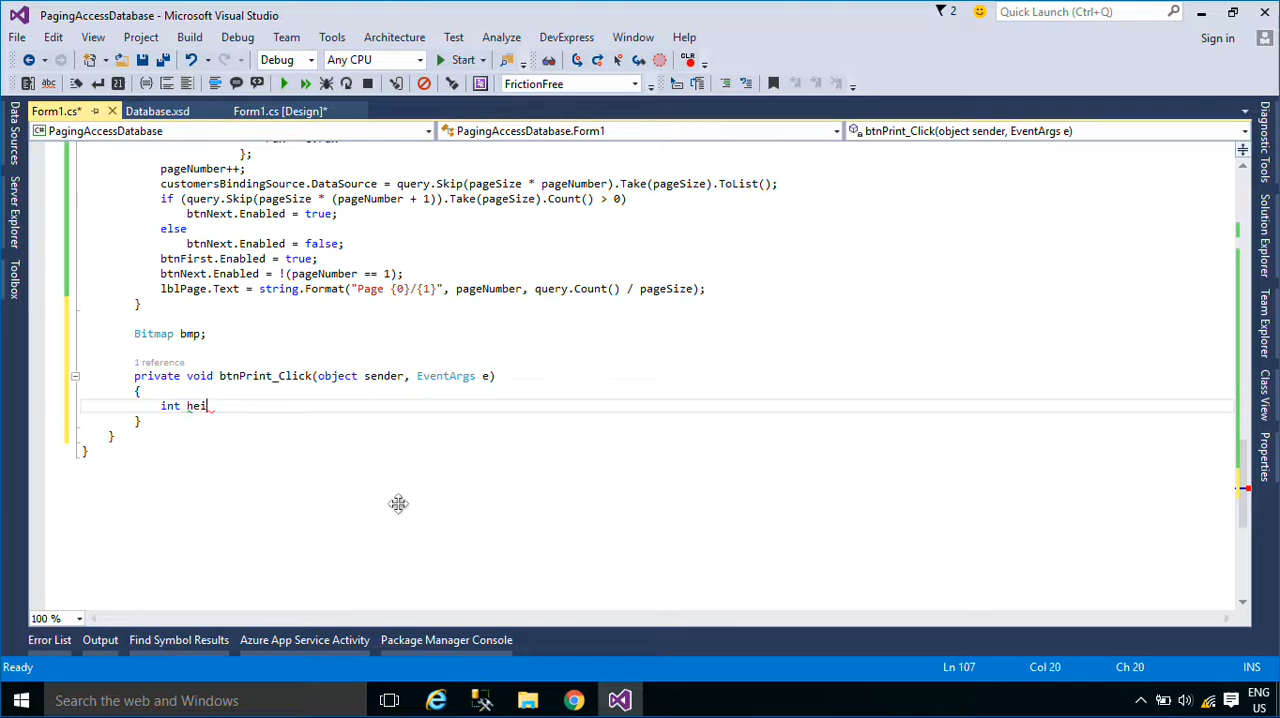 PagingAccessDatabase - Microsoft Visual Studio
2
Quick Launch (Ctrl+Q)
File Edit View Project Build Debug Team Tools Architecture Test Analyze DevExpress Window Help
Sign in
Debug Any CPU Start CLR
21 FrictionFree
Form1.cs* Database.xsd Form1.cs [Design]*
PagingAccessDatabase PagingAccessDatabase.Form1 btnPrint_Click(object sender, EventArgs e)
};
pageNumber++;
customersBindingSource.DataSource = query.Skip(pageSize * pageNumber).Take(pageSize).ToList();
if (query.Skip(pageSize * (pageNumber + 1)).Take(pageSize).Count() > 0)
btnNext.Enabled = true;
else
btnNext.Enabled = false;
btnFirst.Enabled = true;
btnNext.Enabled = !(pageNumber == 1);
lblPage.Text = string.Format("Page {0}/{1}", pageNumber, query.Count() / pageSize);
}
Bitmap bmp;
1 reference
private void btnPrint_Click(object sender, EventArgs e)
{
int hei
}
}
}
Data Sources
Server Explorer
Toolbox
Diagnostic Tools
Solution Explorer
Team Explorer
Class View
Properties
100 %
Error List Output Find Symbol Results Azure App Service Activity Package Manager Console
Ready Ln 107 Col 20 Ch 20 INS
Search the web and Windows
ENG
US